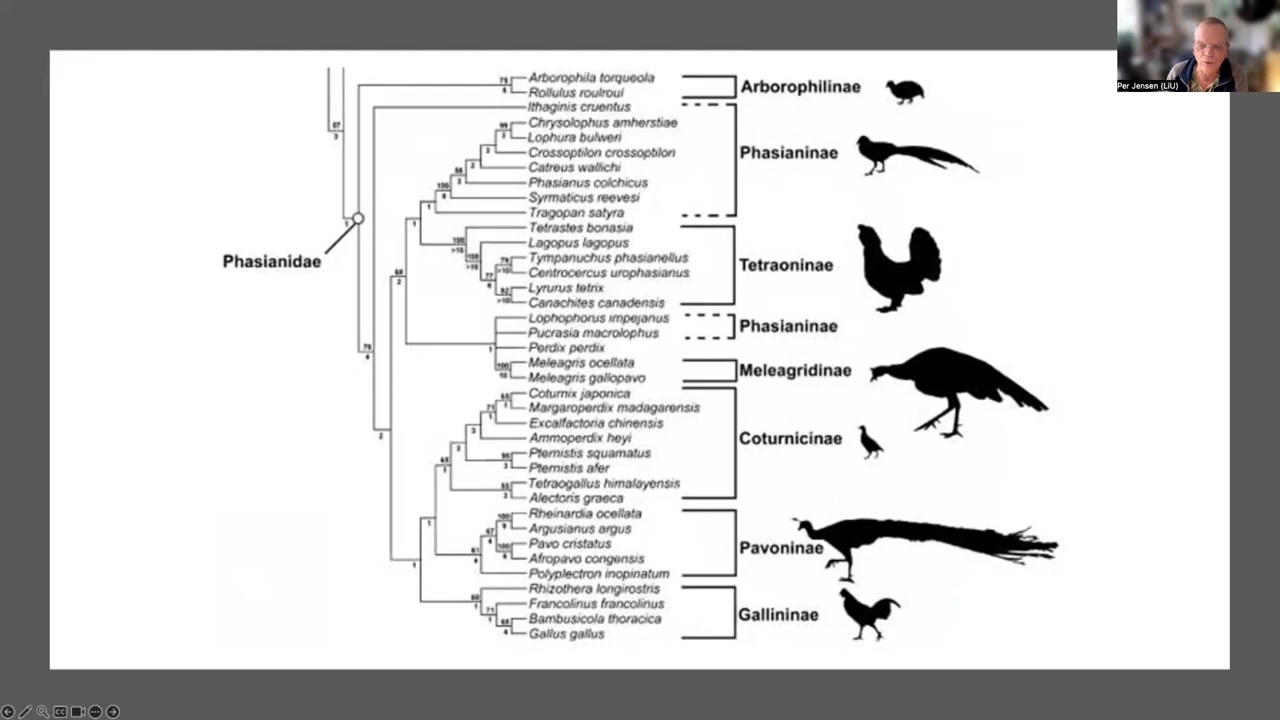 Per Jensen (LiU)
Phasianidae
Arborophila torqueola
Rollulus roulroul
Ithaginis cruentus
Chrysolophus amherstiae
Lophura bulweri
Crossoptilon crossoptilon
Catreus wallichi
Phasianus colchicus
Syrmaticus reevesi
Tragopan satyra
Tetrastes bonasia
Lagopus lagopus
Tympanuchus phasianellus
Centrocercus urophasianus
Lyrurus tetrix
Canachites canadensis
Lophophorus impejanus
Pucrasia macrolophus
Perdix perdix
Meleagris ocellata
Meleagris gallopavo
Coturnix japonica
Margaroperdix madagarensis
Excalfactoria chinensis
Ammoperdix heyi
Pternistis squamatus
Pternistis afer
Tetraogallus himalayensis
Alectoris graeca
Rheinardia ocellata
Argusianus argus
Pavo cristatus
Afropavo congensis
Polyplectron inopinatum
Rhizothera longirostris
Francolinus francolinus
Bambusicola thoracica
Gallus gallus
Arborophilinae
Phasianinae
Tetraoninae
Phasianinae
Meleagridinae
Coturnicinae
Pavoninae
Gallininae